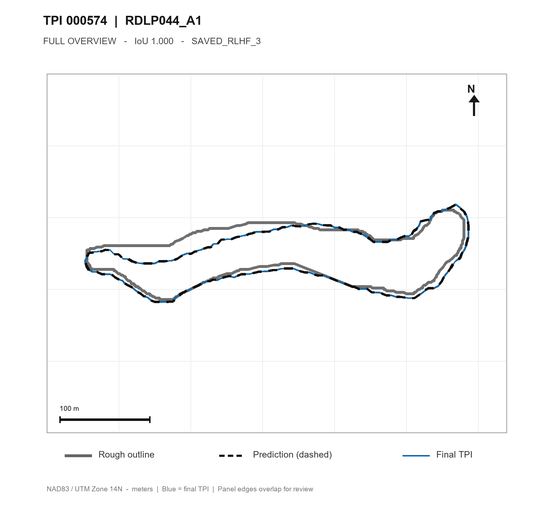 TPI 000574 | RDLP044_A1
FULL OVERVIEW - IoU 1.000 - SAVED_RLHF_3
N
100 m
Rough outline
Prediction (dashed)
Final TPI
NAD83 / UTM Zone 14N - meters | Blue = final TPI | Panel edges overlap for review